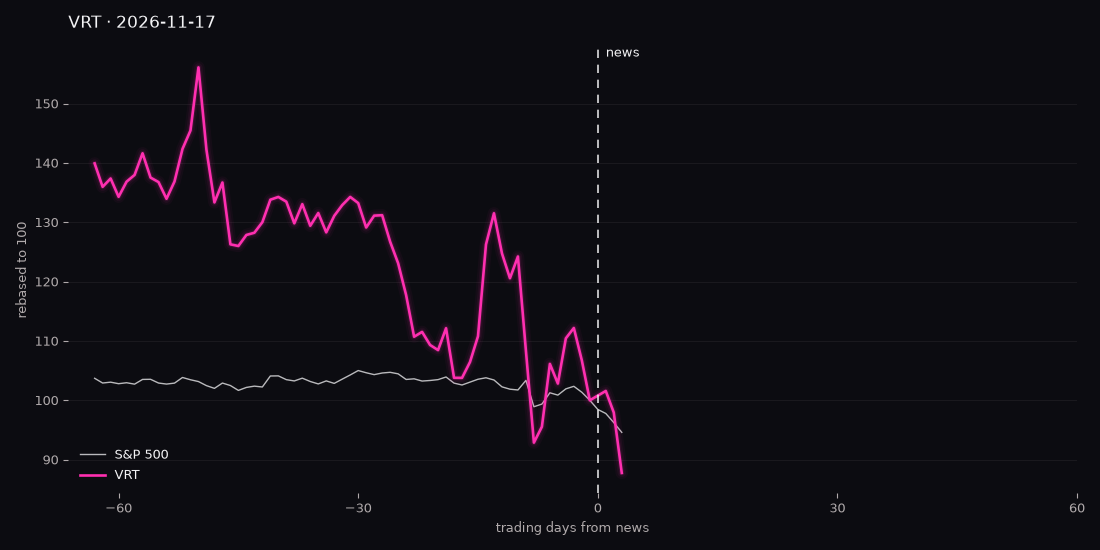 VRT · 2026-11-17
news
150
140
130
120
110
100
90
rebased to 100
S&P 500
VRT
−60
−30
0
30
60
trading days from news